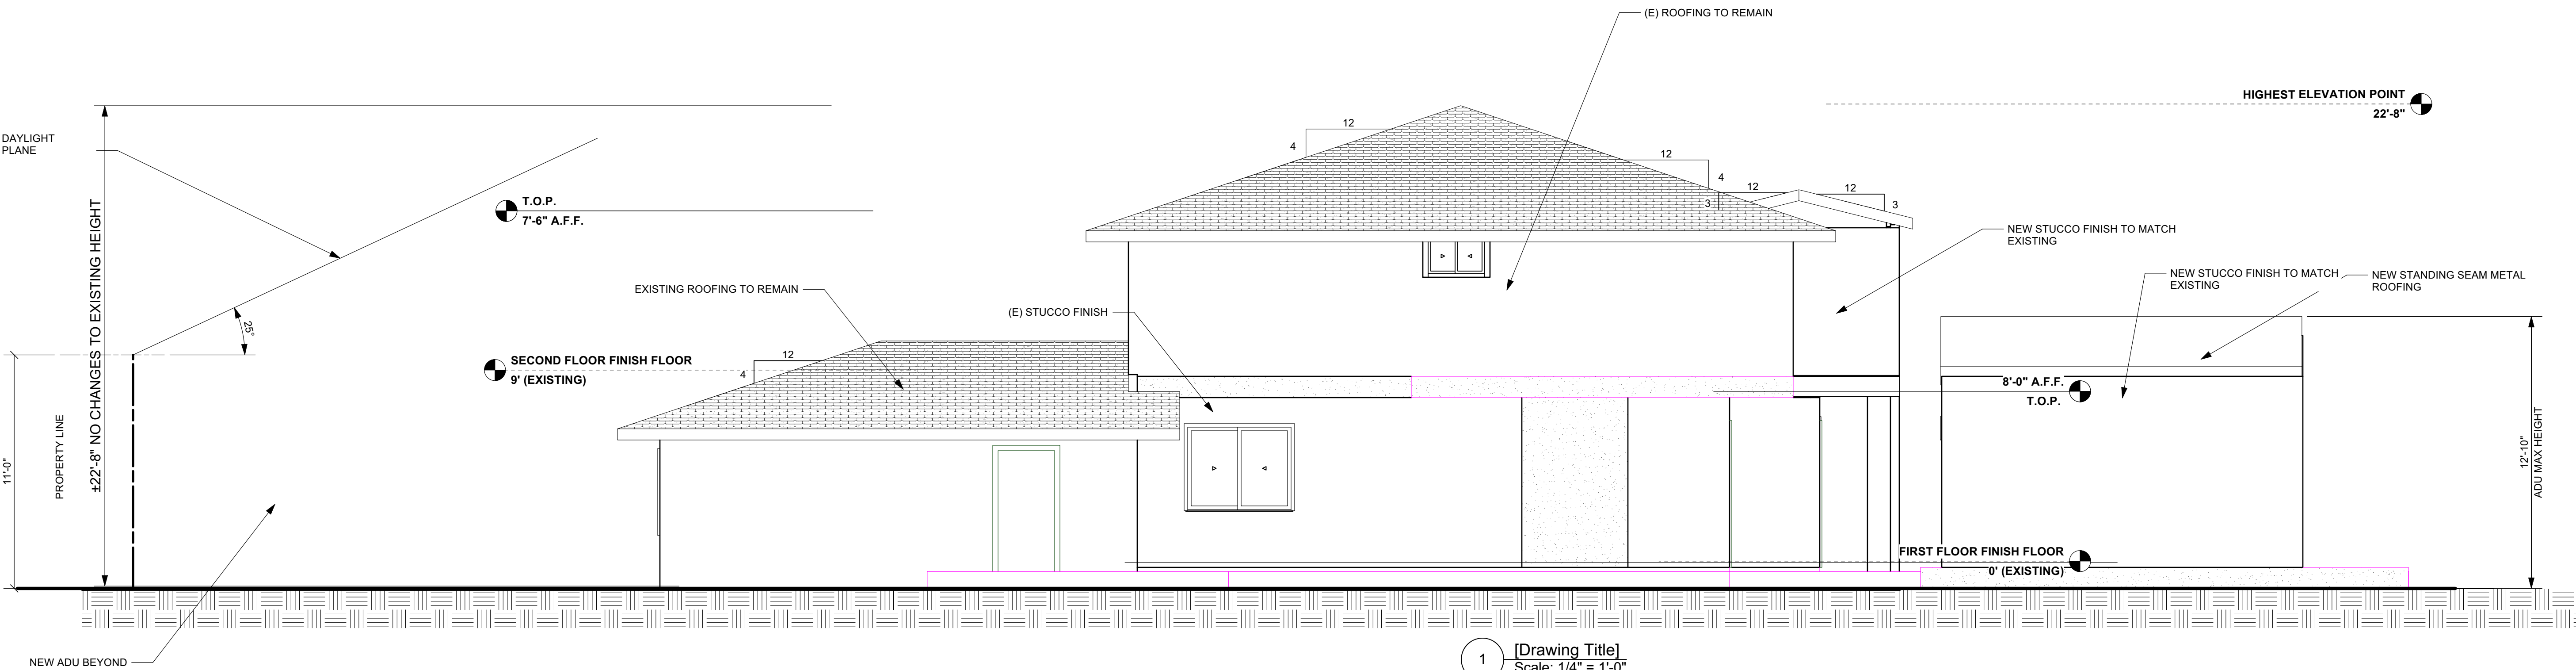 (E) ROOFING TO REMAIN
HIGHEST ELEVATION POINT
22'-8"
DAYLIGHT
PLANE
12
4
12
4
12
3
12
3
T.O.P.
7'-6" A.F.F.
±22'-8" NO CHANGES TO EXISTING HEIGHT
NEW STUCCO FINISH TO MATCH
EXISTING
NEW STUCCO FINISH TO MATCH
EXISTING
NEW STANDING SEAM METAL
ROOFING
EXISTING ROOFING TO REMAIN
(E) STUCCO FINISH
25°
SECOND FLOOR FINISH FLOOR
9' (EXISTING)
12
4
8'-0" A.F.F.
T.O.P.
11'-0"
PROPERTY LINE
12'-10"
ADU MAX HEIGHT
FIRST FLOOR FINISH FLOOR
0' (EXISTING)
NEW ADU BEYOND
1
[Drawing Title]
Scale: 1/4" = 1'-0"